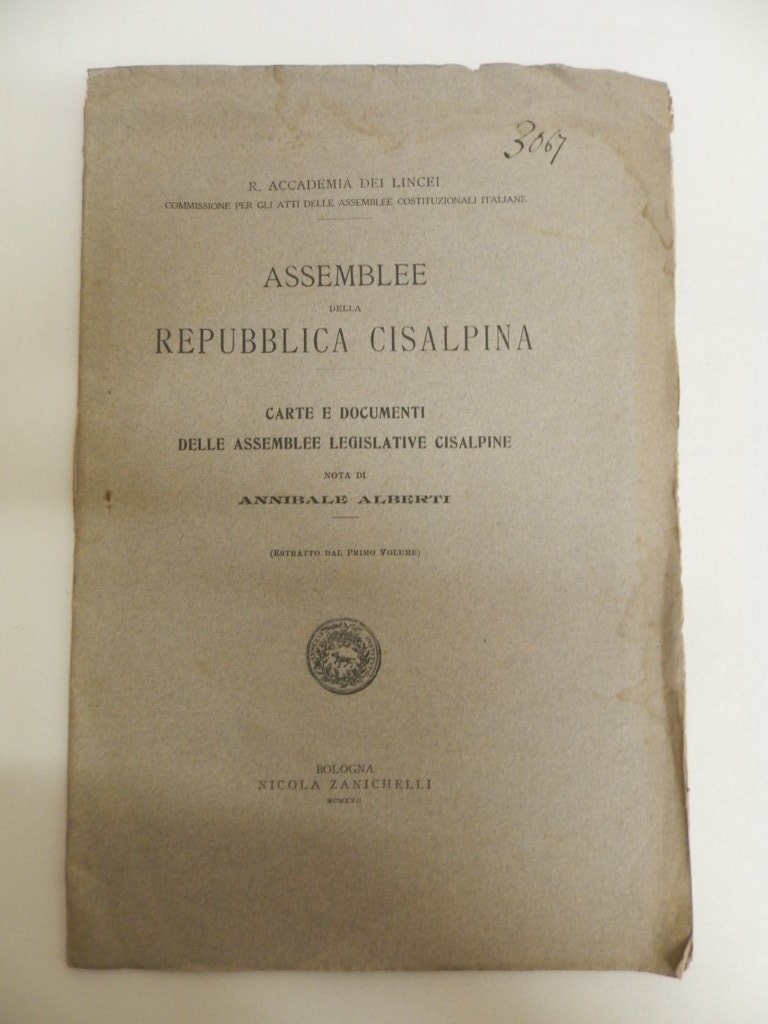 3067
R. ACCADEMIA DEI LINCEI
COMMISSIONE PER GLI ATTI DELLE ASSEMBLEE COSTITUZIONALI ITALIANE
ASSEMBLEE
DELLA
REPUBBLICA CISALPINA
CARTE E DOCUMENTI
DELLE ASSEMBLEE LEGISLATIVE CISALPINE
NOTA DI
ANNIBALE ALBERTI
(ESTRATTO DAL PRIMO VOLUME)
BOLOGNA
NICOLA ZANICHELLI
MCMXVII